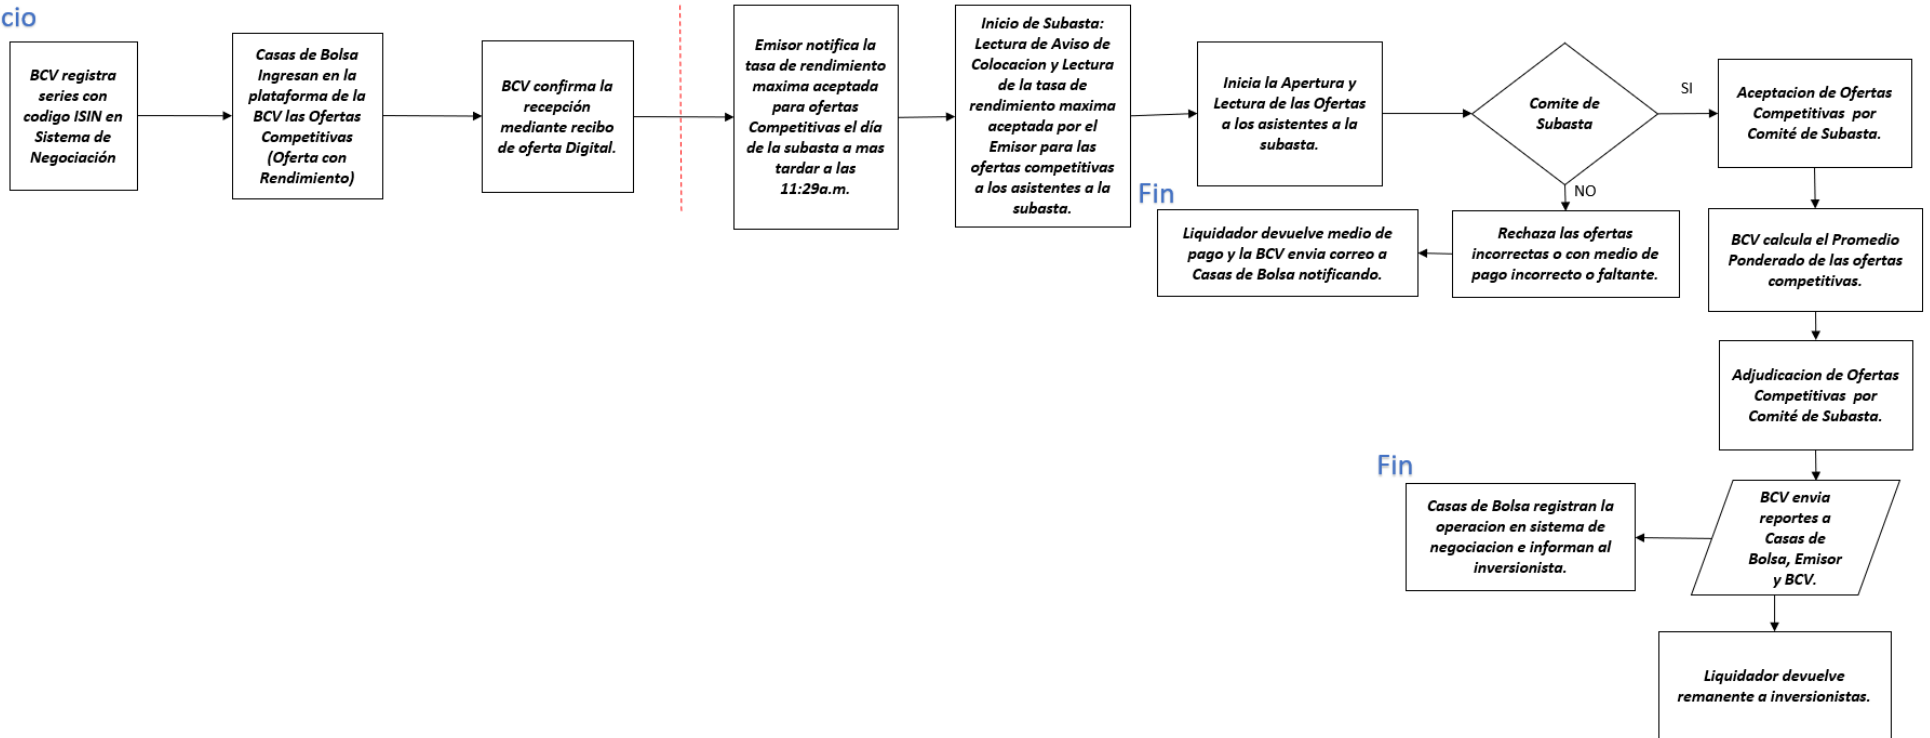 cio
BCV registra
series con
codigo ISIN en
Sistema de
Negociación
Casas de Bolsa
Ingresan en la
plataforma de la
BCV las Ofertas
Competitivas
(Oferta con
Rendimiento)
BCV confirma la
recepción
mediante recibo
de oferta Digital.
Emisor notifica la
tasa de rendimiento
maxima aceptada
para ofertas
Competitivas el día
de la subasta a mas
tardar a las
11:29a.m.
Inicio de Subasta:
Lectura de Aviso de
Colocacion y Lectura
de la tasa de
rendimiento maxima
aceptada por el
Emisor para las
ofertas competitivas
a los asistentes a la
subasta.
Inicia la Apertura y
Lectura de las Ofertas
a los asistentes a la
subasta.
Comite de
Subasta
SI
Aceptacion de Ofertas
Competitivas por
Comité de Subasta.
NO
Rechaza las ofertas
incorrectas o con medio de
pago incorrecto o faltante.
Fin
Liquidador devuelve medio de
pago y la BCV envia correo a
Casas de Bolsa notificando.
BCV calcula el Promedio
Ponderado de las ofertas
competitivas.
Adjudicacion de Ofertas
Competitivas por
Comité de Subasta.
BCV envia
reportes a
Casas de
Bolsa, Emisor
y BCV.
Fin
Casas de Bolsa registran la
operacion en sistema de
negociacion e informan al
inversionista.
Liquidador devuelve
remanente a inversionistas.